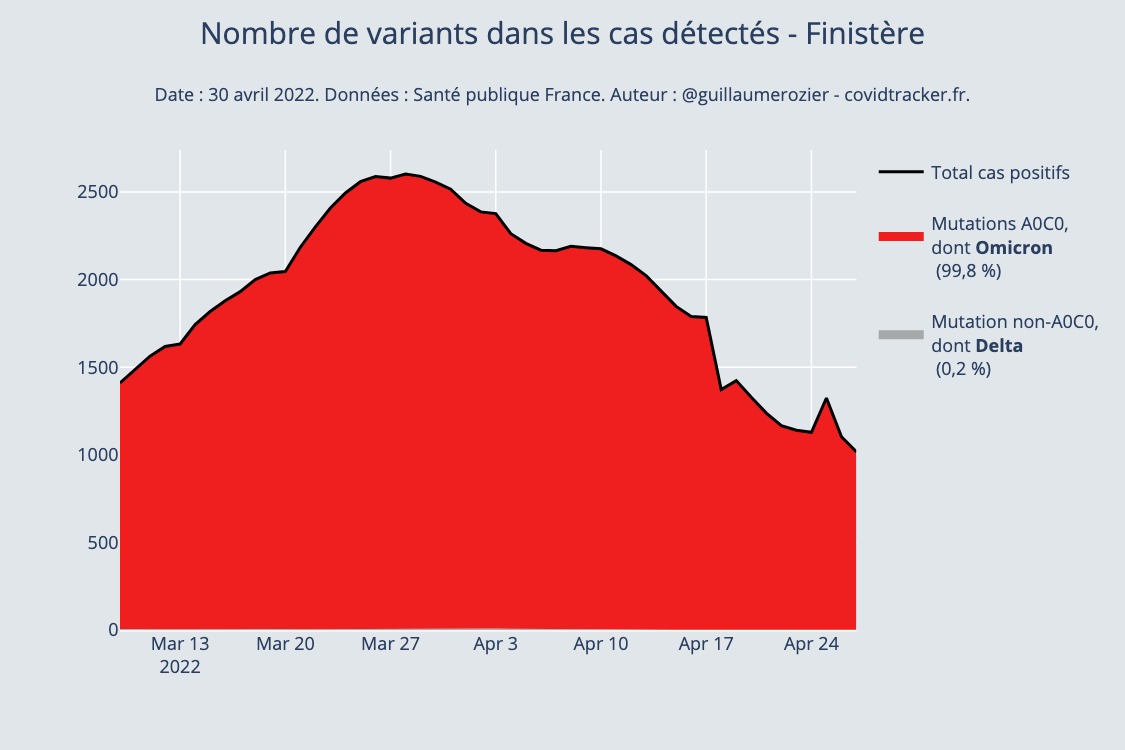 Nombre de variants dans les cas détectés - Finistère
Date : 30 avril 2022. Données : Santé publique France. Auteur : @guillaumerozier - covidtracker.fr.
Total cas positifs
Mutations A0C0,
dont Omicron
(99,8 %)
Mutation non-A0C0,
dont Delta
(0,2 %)
2500
2000
1500
1000
500
0
Mar 13
2022
Mar 20
Mar 27
Apr 3
Apr 10
Apr 17
Apr 24